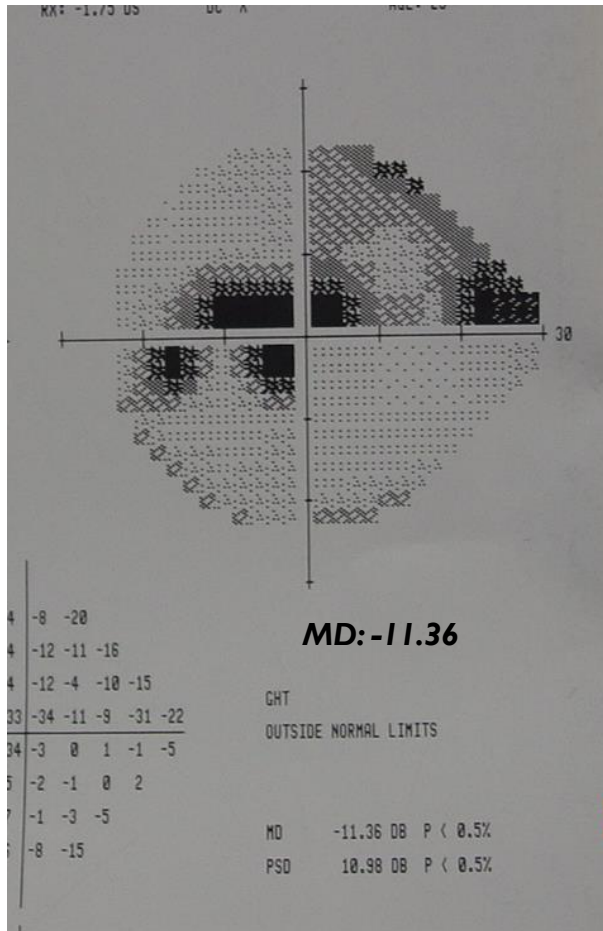 RX: -1.75 DS DC X AGE:
30
4 -8 -20
4 -12 -11 -16
4 -12 -4 -10 -15
33 -34 -11 -9 -31 -22
34 -3 0 1 -1 -5
5 -2 -1 0 2
7 -1 -3 -5
-8 -15
MD: -11.36
GHT
OUTSIDE NORMAL LIMITS
MD -11.36 DB P < 0.5%
PSD 10.98 DB P < 0.5%